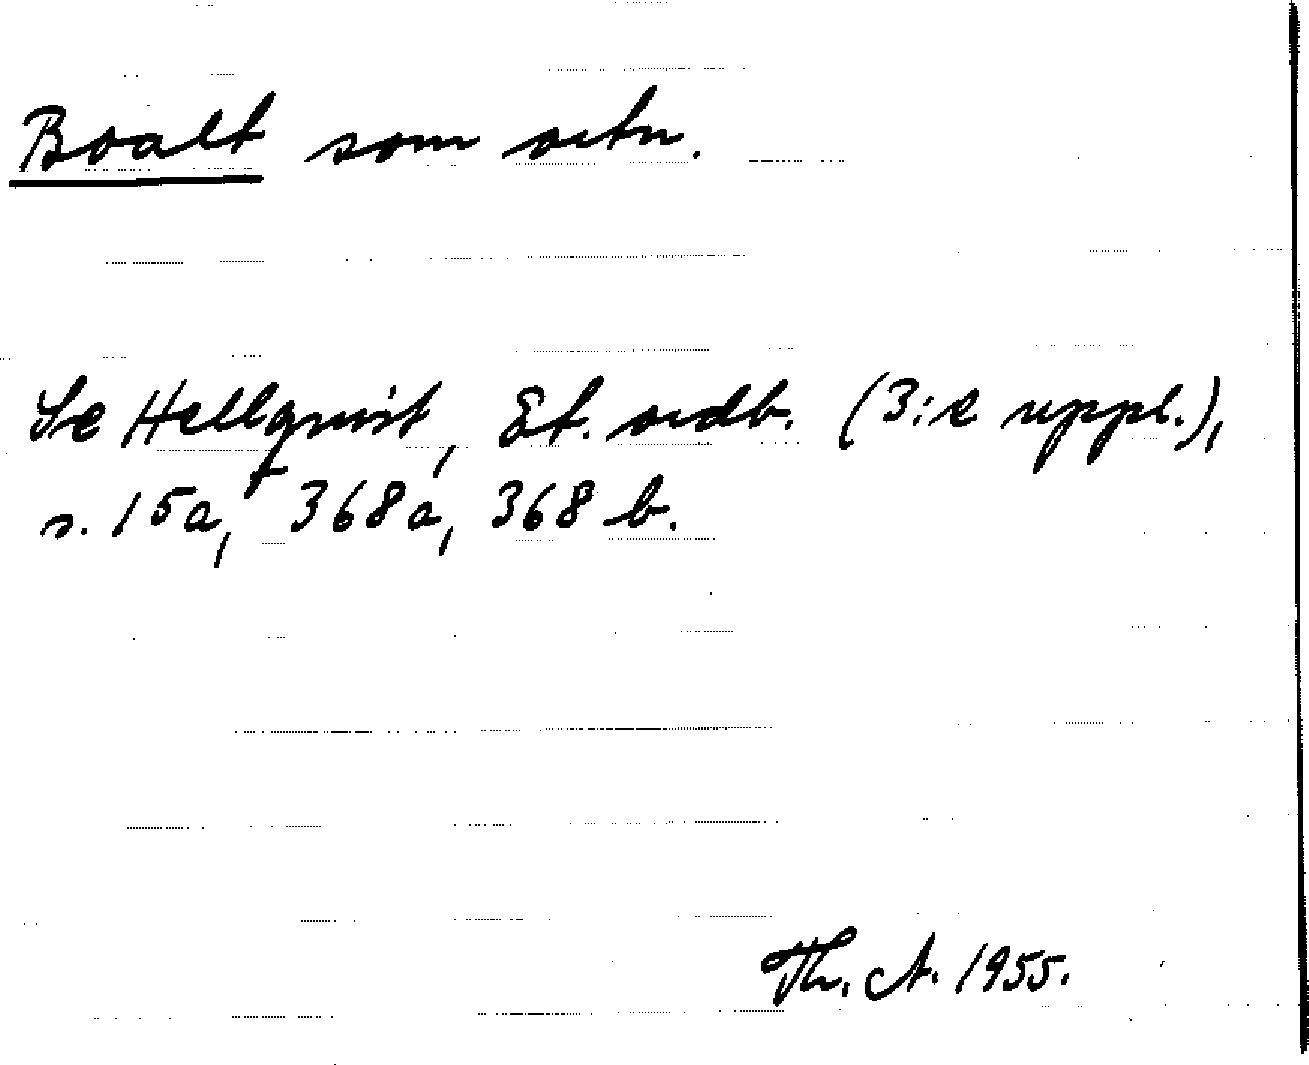 Boalt som ortn.
Se Hellquist, Et. ordb. (3:e uppl.),
s. 15a, 368a, 368 b.
Th. A. 1955.